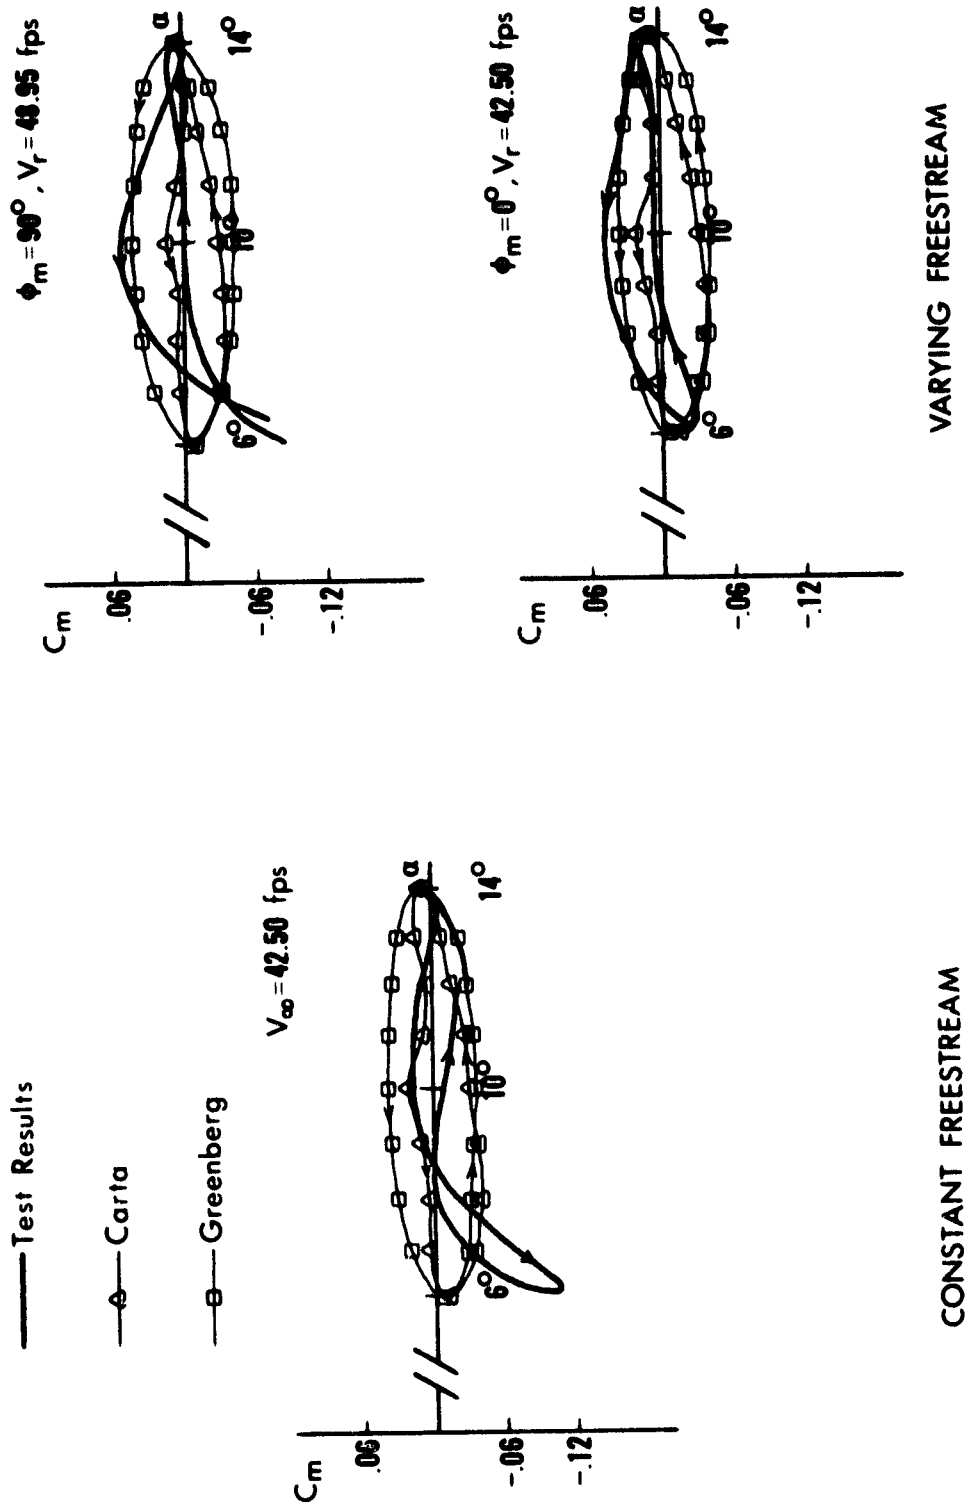 Test Results
Carta
Greenberg
V∞ = 42.50 fps
Cm
.06
-.06
-.12
6°
10°
14°
α
CONSTANT FREESTREAM
ϕm = 90°, Vr = 48.95 fps
Cm
.06
-.06
-.12
6°
10°
14°
α
ϕm = 0°, Vr = 42.50 fps
Cm
.06
-.06
-.12
6°
10°
14°
α
VARYING FREESTREAM